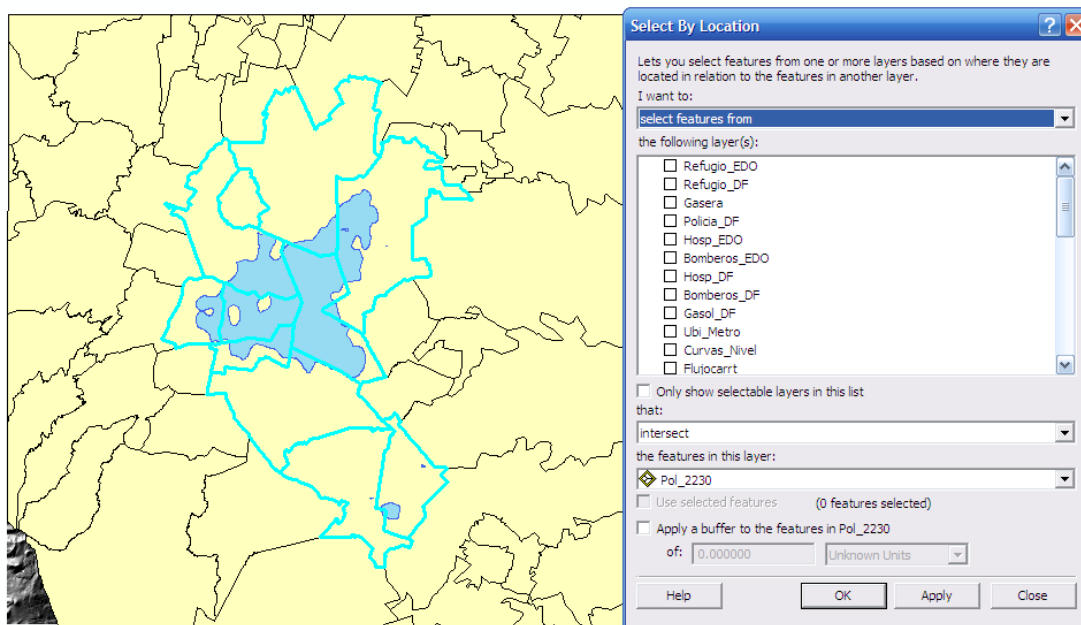 Select By Location
Lets you select features from one or more layers based on where they are
located in relation to the features in another layer.
I want to:
select features from
the following layer(s):
Refugio_EDO
Refugio_DF
Gasera
Policia_DF
Hosp_EDO
Bomberos_EDO
Hosp_DF
Bomberos_DF
Gasol_DF
Ubi_Metro
Curvas_Nivel
Flujocarrt
Only show selectable layers in this list
that:
intersect
the features in this layer:
Pol_2230
Use selected features (0 features selected)
Apply a buffer to the features in Pol_2230
of: 0.000000 Unknown Units
Help OK Apply Close